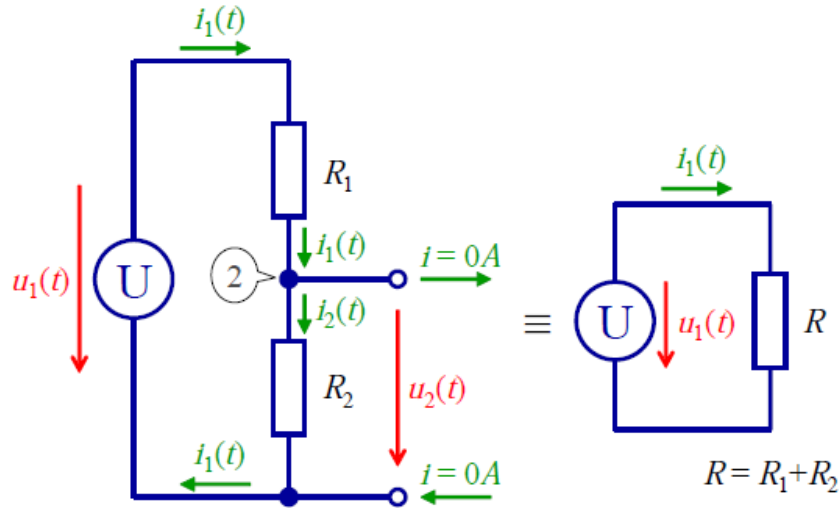 i₁(t)
R₁
i₁(t)
u₁(t)
U
2
i = 0A
i₂(t)
R₂
u₂(t)
i₁(t)
i = 0A
≡
i₁(t)
U
u₁(t)
R
R = R₁+R₂